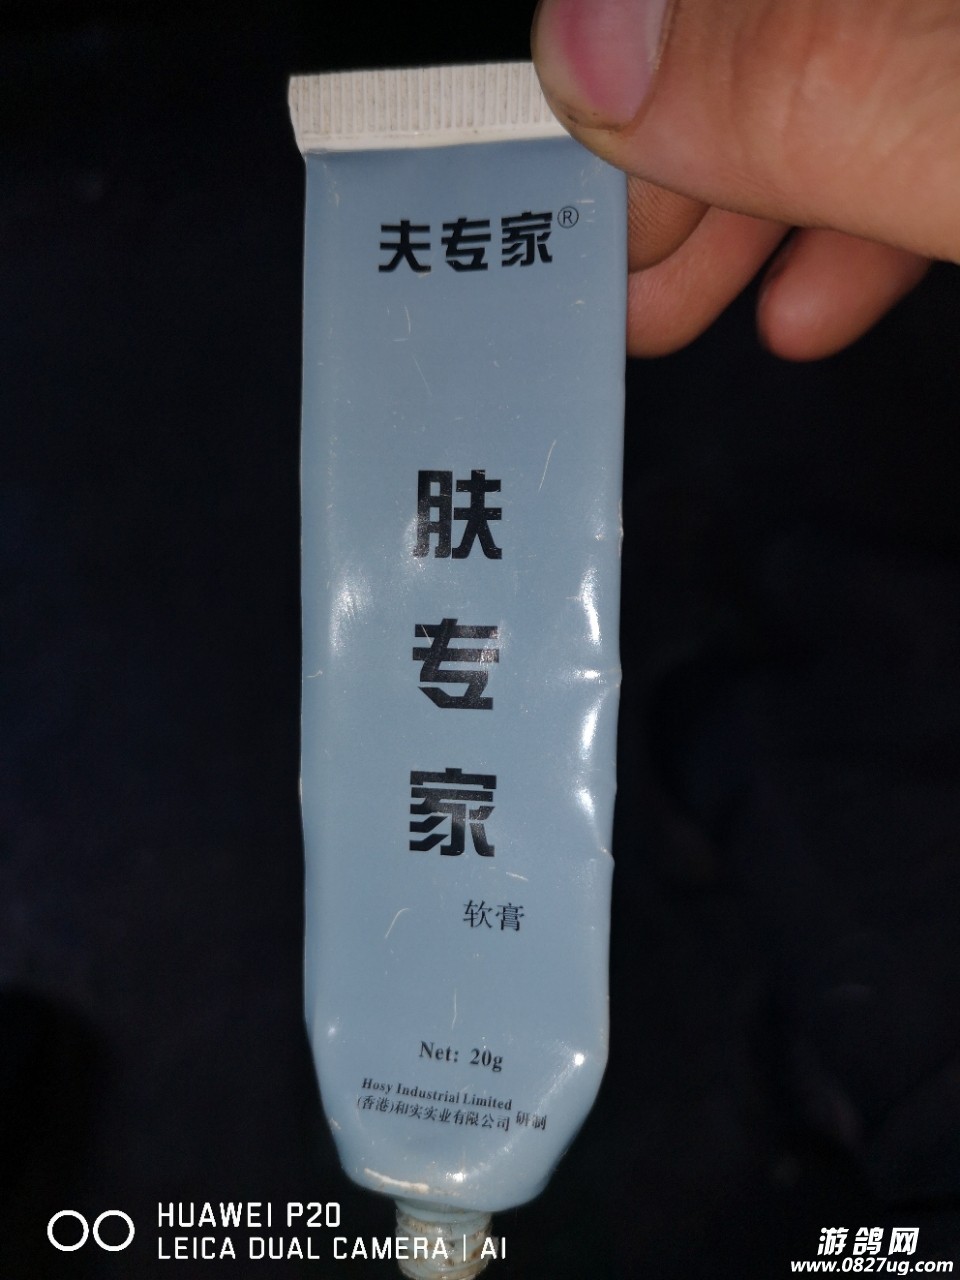 夫专家®
肤
专
家
软膏
Net: 20g
Hosy Industrial Limited
(香港)和实实业有限公司 研制
HUAWEI P20
LEICA DUAL CAMERA | AI
游鸽网
www.0827ug.com